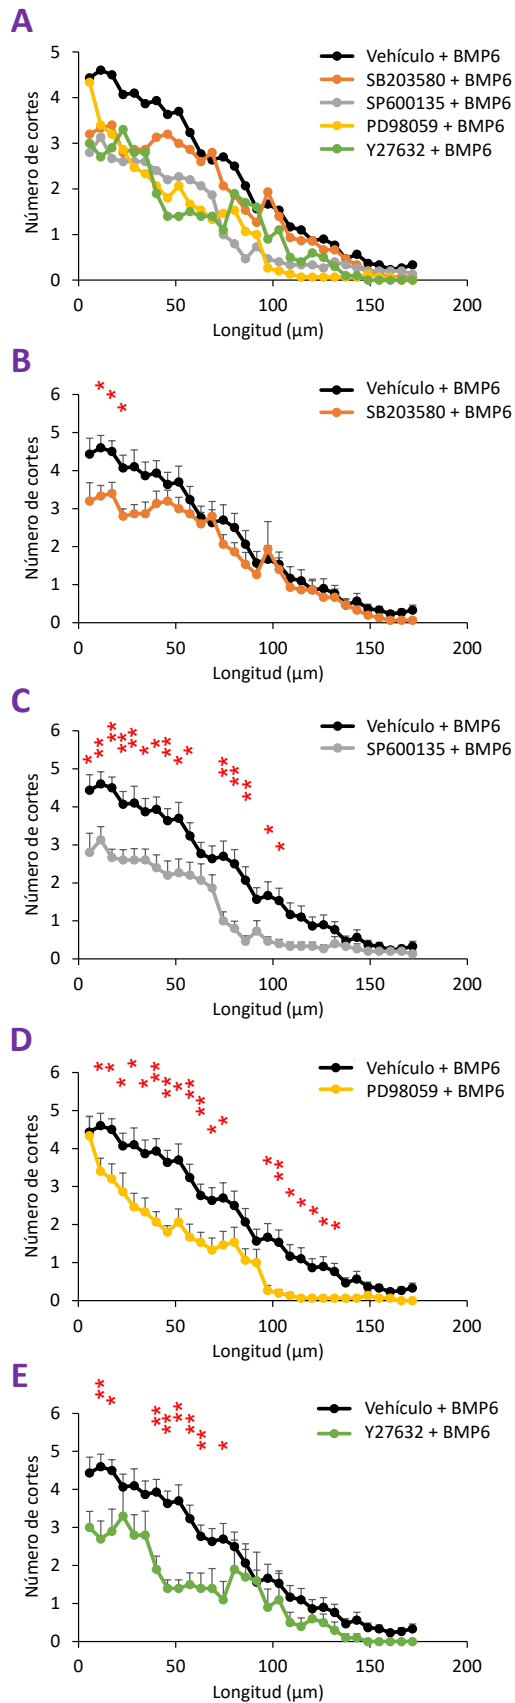 A
Vehículo + BMP6
SB203580 + BMP6
SP600135 + BMP6
PD98059 + BMP6
Y27632 + BMP6
Número de cortes
5
4
3
2
1
0
0 50 100 150 200
Longitud (µm)
B
Vehículo + BMP6
SB203580 + BMP6
Número de cortes
6
5
4
3
2
1
0
* * *
0 50 100 150 200
Longitud (µm)
C
Vehículo + BMP6
SP600135 + BMP6
Número de cortes
6
5
4
3
2
1
0
* ** ** ** ** * * ** * * ** ** ** * *
0 50 100 150 200
Longitud (µm)
D
Vehículo + BMP6
PD98059 + BMP6
Número de cortes
6
5
4
3
2
1
0
* * * * * ** ** * ** ** * * * ** * * * * *
0 50 100 150 200
Longitud (µm)
E
Vehículo + BMP6
Y27632 + BMP6
Número de cortes
6
5
4
3
2
1
0
** * ** ** ** ** ** *
0 50 100 150 200
Longitud (µm)